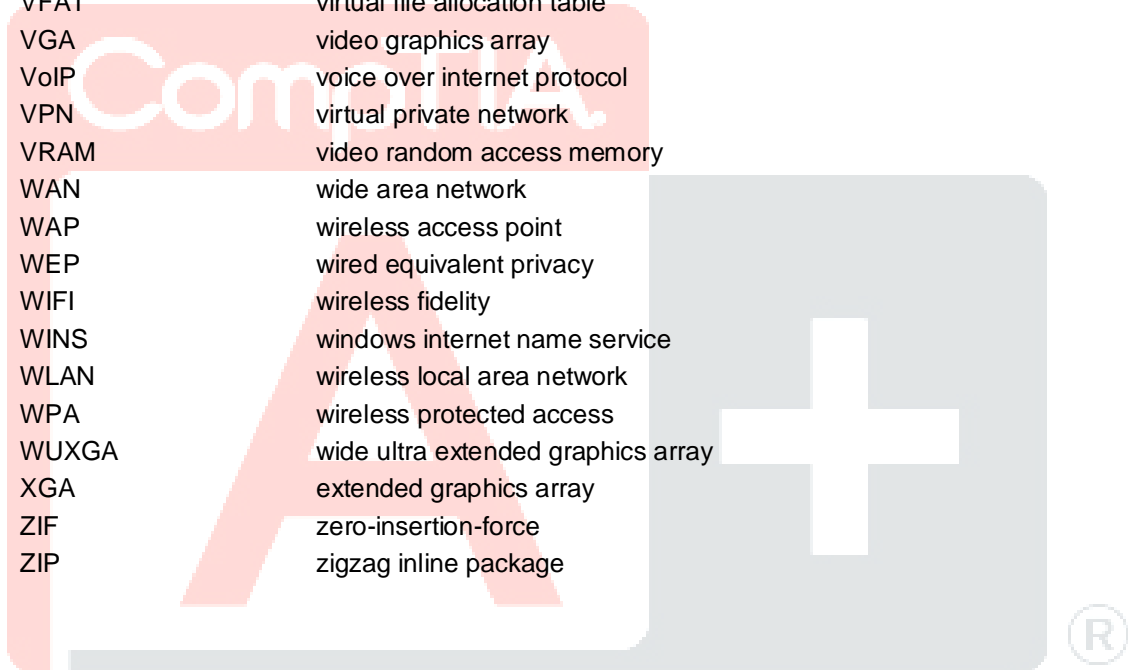 VFAT virtual file allocation table
VGA video graphics array
VoIP voice over internet protocol
VPN virtual private network
VRAM video random access memory
WAN wide area network
WAP wireless access point
WEP wired equivalent privacy
WIFI wireless fidelity
WINS windows internet name service
WLAN wireless local area network
WPA wireless protected access
WUXGA wide ultra extended graphics array
XGA extended graphics array
ZIF zero-insertion-force
ZIP zigzag inline package
CompTIA.
A+
®